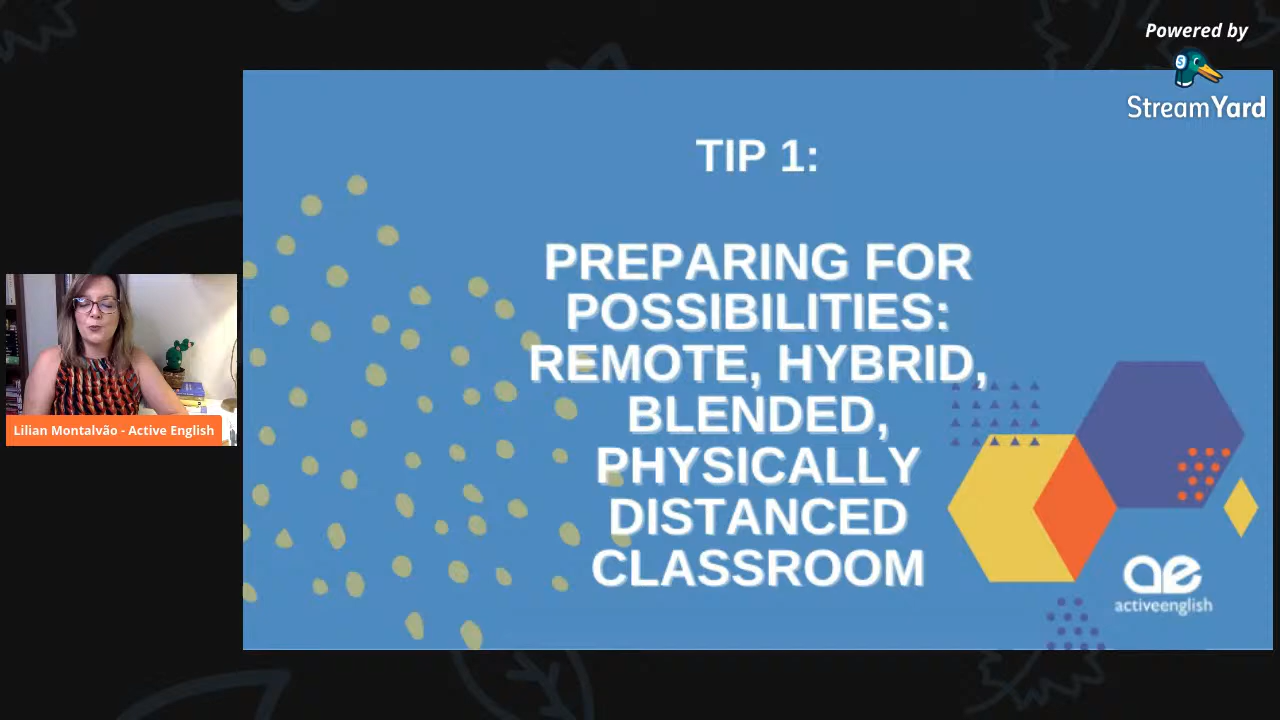 Powered by
StreamYard
TIP 1:
PREPARING FOR
POSSIBILITIES:
REMOTE, HYBRID,
BLENDED,
PHYSICALLY
DISTANCED
CLASSROOM
Lilian Montalvão - Active English
ae
activeenglish